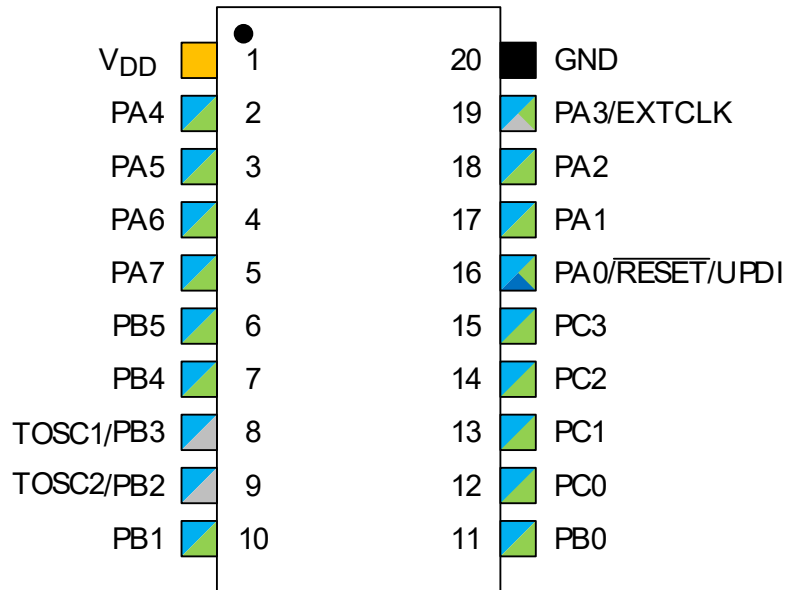 VDD 1 20 GND
PA4 2 19 PA3/EXTCLK
PA5 3 18 PA2
PA6 4 17 PA1
PA7 5 16 PA0/RESET/UPDI
PB5 6 15 PC3
PB4 7 14 PC2
TOSC1/PB3 8 13 PC1
TOSC2/PB2 9 12 PC0
PB1 10 11 PB0